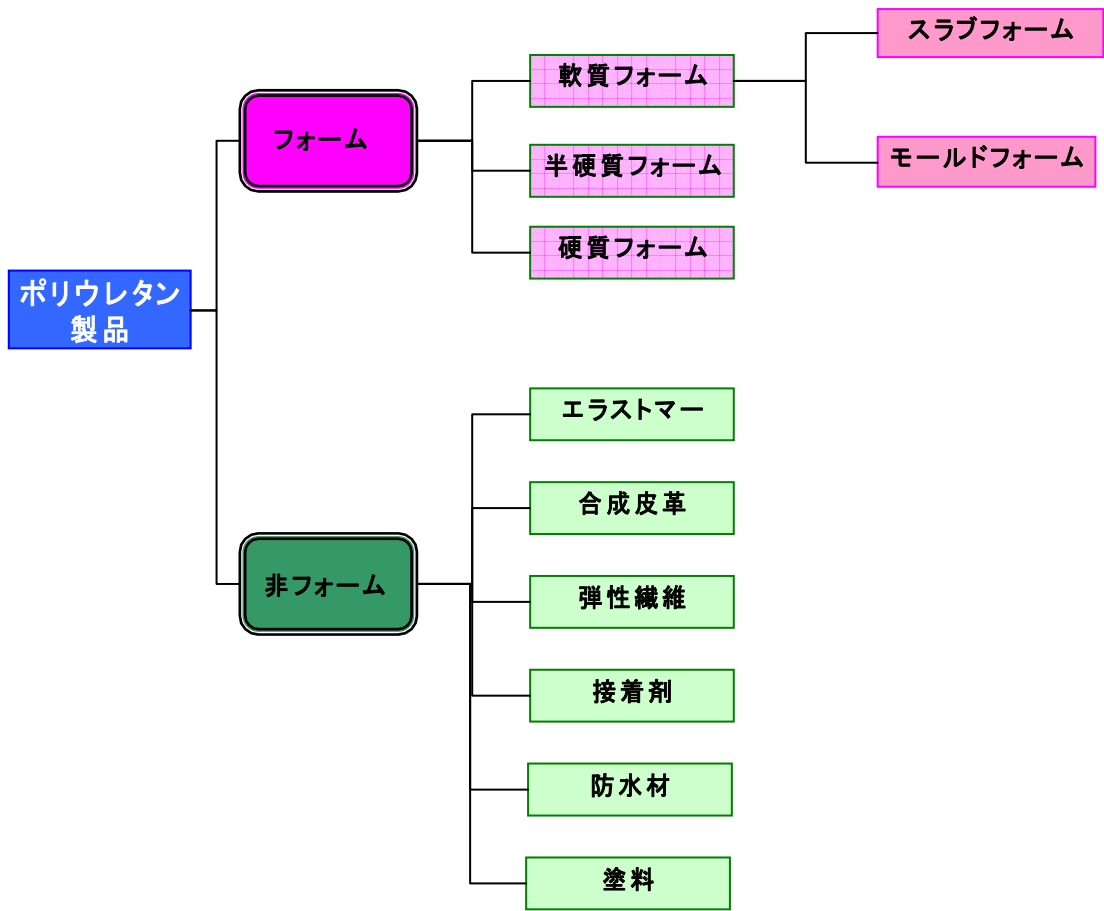 ポリウレタン
製品
フォーム
軟質フォーム
スラブフォーム
モールドフォーム
半硬質フォーム
硬質フォーム
非フォーム
エラストマー
合成皮革
弾性繊維
接着剤
防水材
塗料